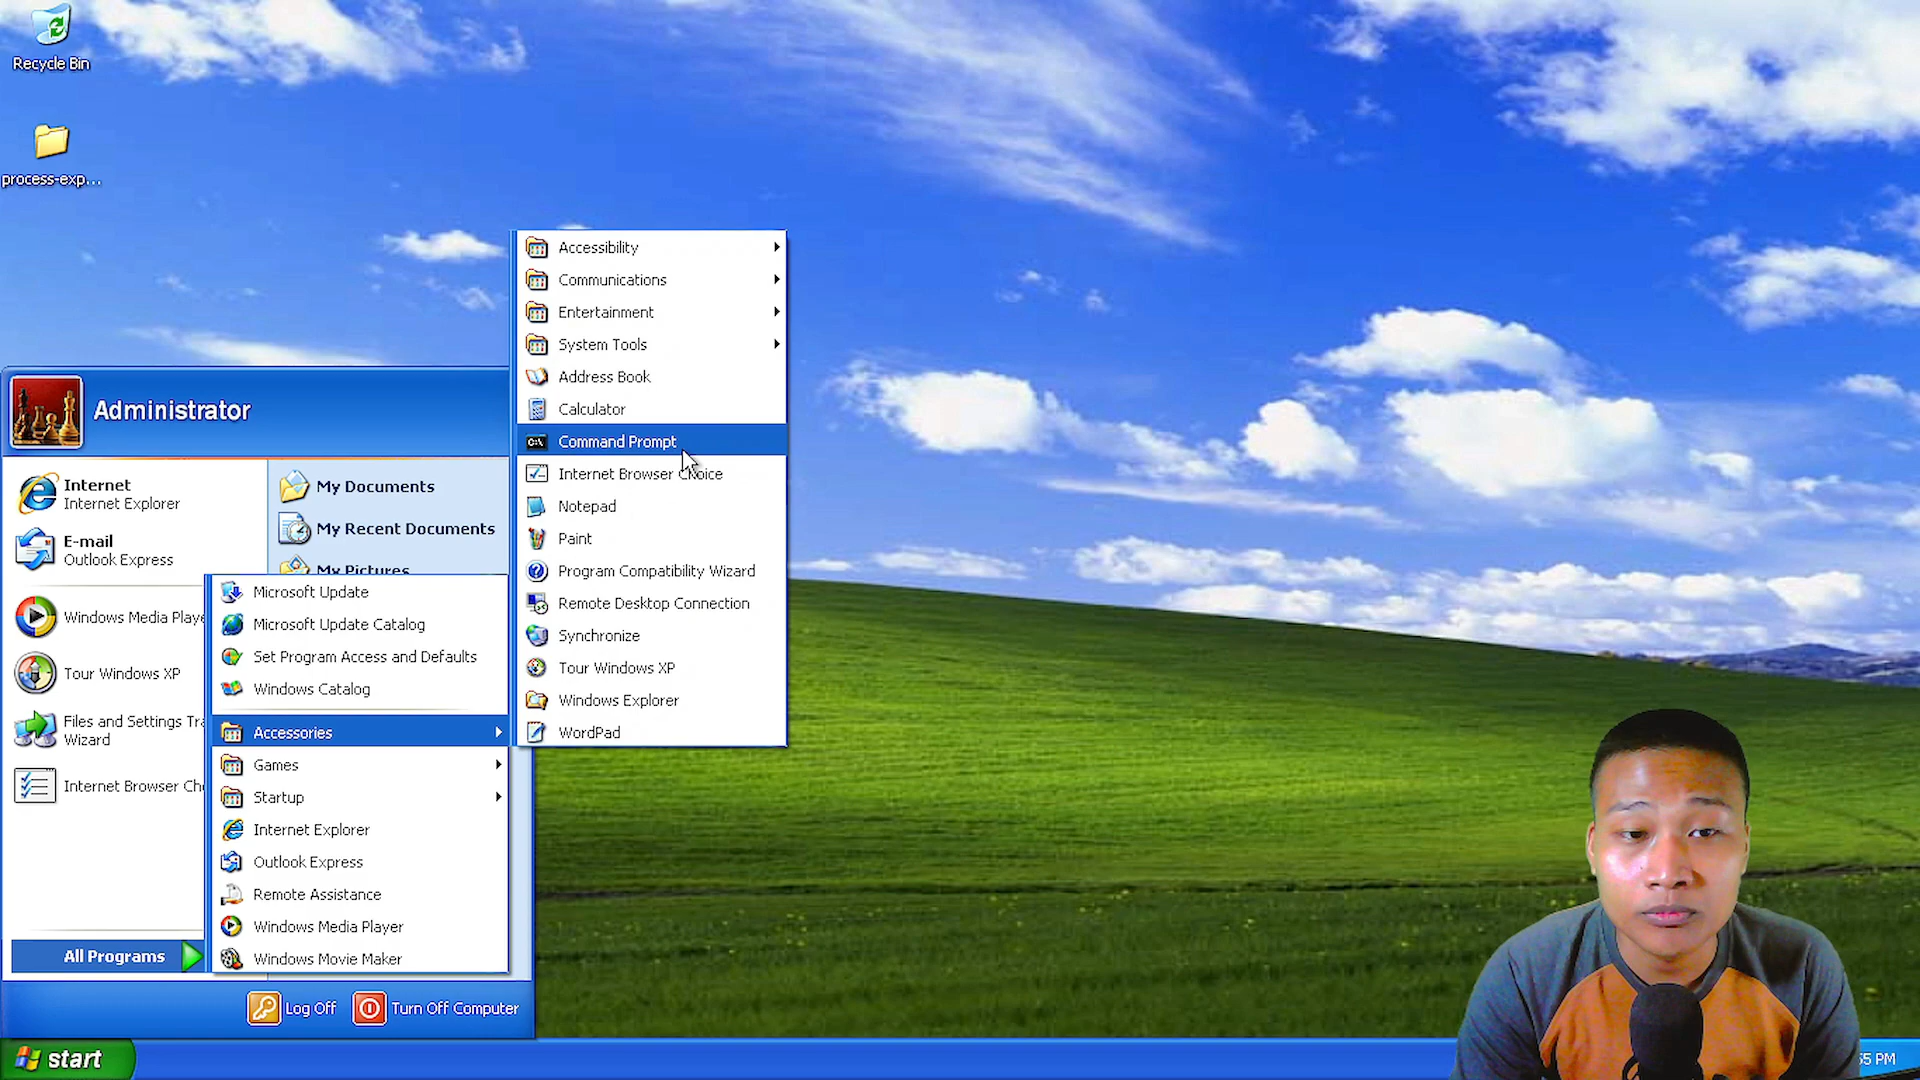 Recycle Bin
process-exp...
Accessibility
Communications
Entertainment
System Tools
Address Book
Calculator
Command Prompt
Internet Browser Choice
Notepad
Paint
Program Compatibility Wizard
Remote Desktop Connection
Synchronize
Tour Windows XP
Windows Explorer
WordPad
Administrator
Internet
Internet Explorer
E-mail
Outlook Express
Windows Media Playe
Tour Windows XP
Files and Settings Tra
Wizard
Internet Browser Cho
My Documents
My Recent Documents
My Pictures
Microsoft Update
Microsoft Update Catalog
Set Program Access and Defaults
Windows Catalog
Accessories
Games
Startup
Internet Explorer
Outlook Express
Remote Assistance
Windows Media Player
Windows Movie Maker
All Programs
Log Off
Turn Off Computer
start
55 PM